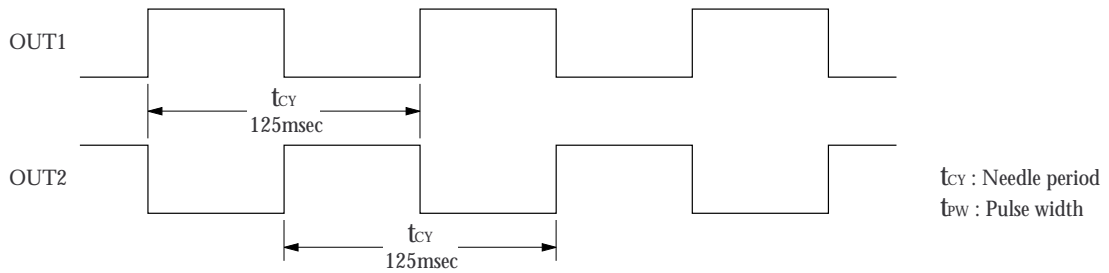 OUT1
tCY
125msec
OUT2
tCY : Needle period
tPW : Pulse width
tCY
125msec